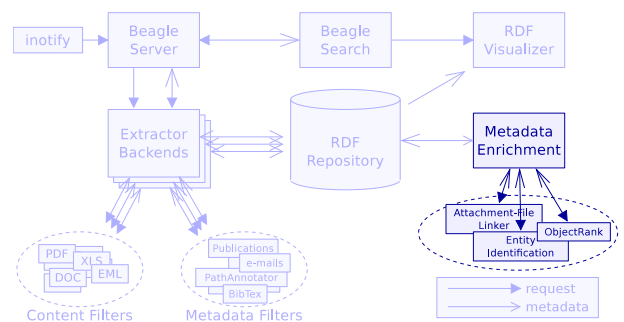 inotify
Beagle
Server
Beagle
Search
RDF
Visualizer
Extractor
Backends
RDF
Repository
Metadata
Enrichment
PDF
XLS
DOC
EML
Content Filters
Publications
e-mails
PathAnnotator
BibTex
Metadata Filters
Attachment-File
Linker
ObjectRank
Entity
Identification
request
metadata